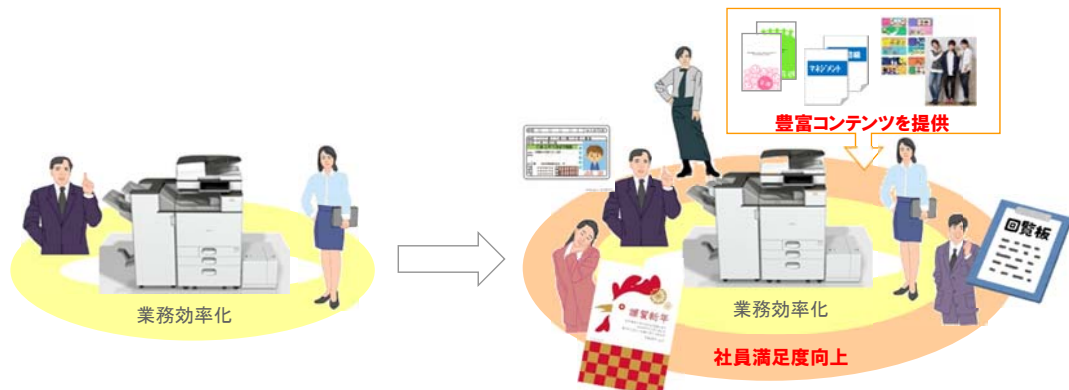 業務効率化
マネジメント
豊富コンテンツを提供
回覧板
謹賀新年
業務効率化
社員満足度向上